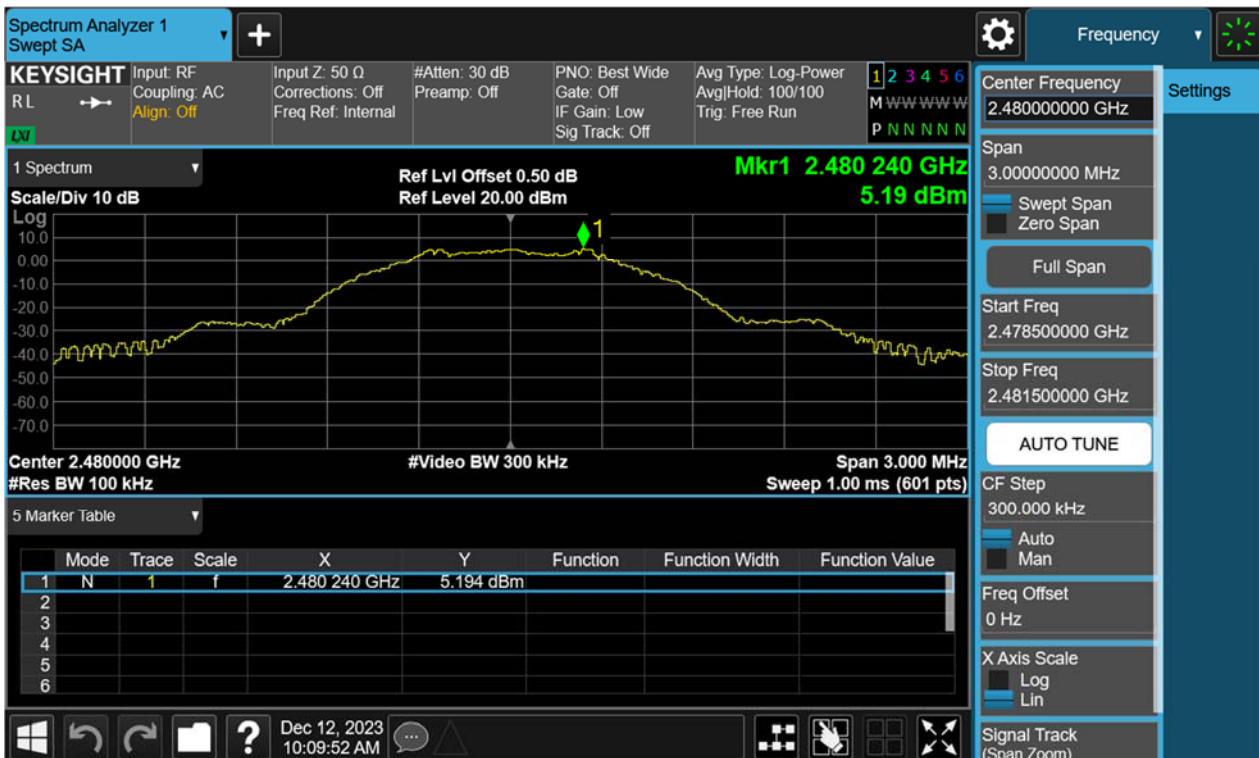 Spectrum Analyzer 1
Swept SA
+
Frequency
KEYSIGHT
R L
LXI
Input: RF
Coupling: AC
Align: Off
Input Z: 50 Ω
Corrections: Off
Freq Ref: Internal
#Atten: 30 dB
Preamp: Off
PNO: Best Wide
Gate: Off
IF Gain: Low
Sig Track: Off
Avg Type: Log-Power
Avg|Hold: 100/100
Trig: Free Run
1 2 3 4 5 6
M W W W W W
P N N N N N
1 Spectrum
Scale/Div 10 dB
Ref Lvl Offset 0.50 dB
Ref Level 20.00 dBm
Mkr1 2.480 240 GHz
5.19 dBm
Log
10.0
0.00
-10.0
-20.0
-30.0
-40.0
-50.0
-60.0
-70.0
1
Center 2.480000 GHz
#Video BW 300 kHz
Span 3.000 MHz
#Res BW 100 kHz
Sweep 1.00 ms (601 pts)
5 Marker Table
Mode Trace Scale X Y Function Function Width Function Value
1 N 1 f 2.480 240 GHz 5.194 dBm
2
3
4
5
6
?
Dec 12, 2023
10:09:52 AM
Center Frequency
2.480000000 GHz
Settings
Span
3.00000000 MHz
Swept Span
Zero Span
Full Span
Start Freq
2.478500000 GHz
Stop Freq
2.481500000 GHz
AUTO TUNE
CF Step
300.000 kHz
Auto
Man
Freq Offset
0 Hz
X Axis Scale
Log
Lin
Signal Track
(Span Zoom)